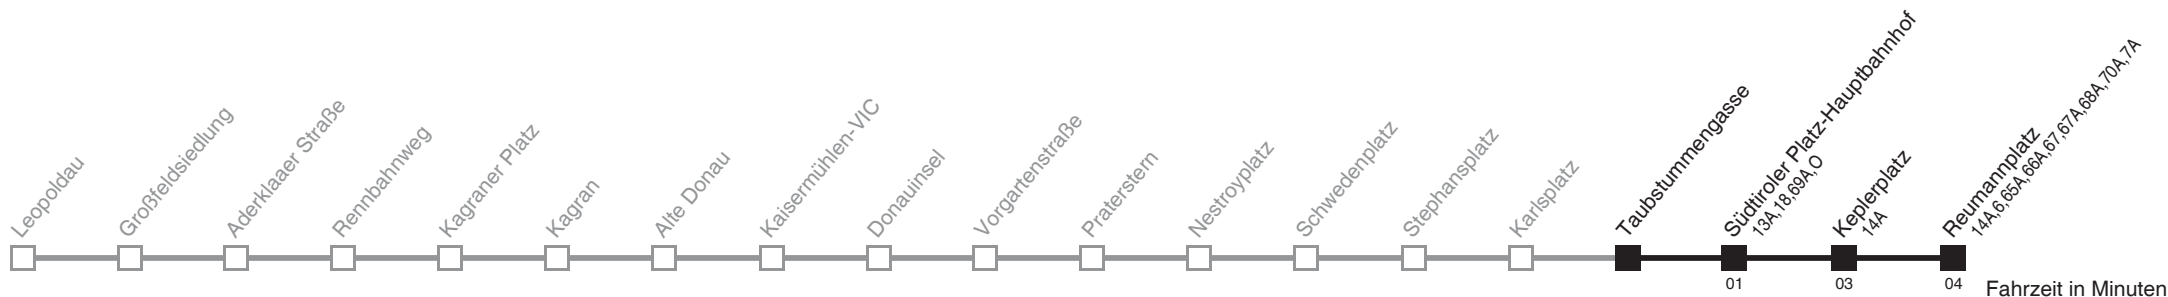 Leopoldau
Großfeldsiedlung
Aderklaaer Straße
Rennbahnweg
Kagraner Platz
Kagran
Alte Donau
Kaisermühlen-VIC
Donauinsel
Vorgartenstraße
Praterstern
Nestroyplatz
Schwedenplatz
Stephansplatz
Karlsplatz
Taubstummengasse
Südtiroler Platz-Hauptbahnhof
13A,18,69A,O
Keplerplatz
14A
Reumannplatz
14A,6,65A,66A,67,67A,68A,70A,7A
01
03
04
Fahrzeit in Minuten